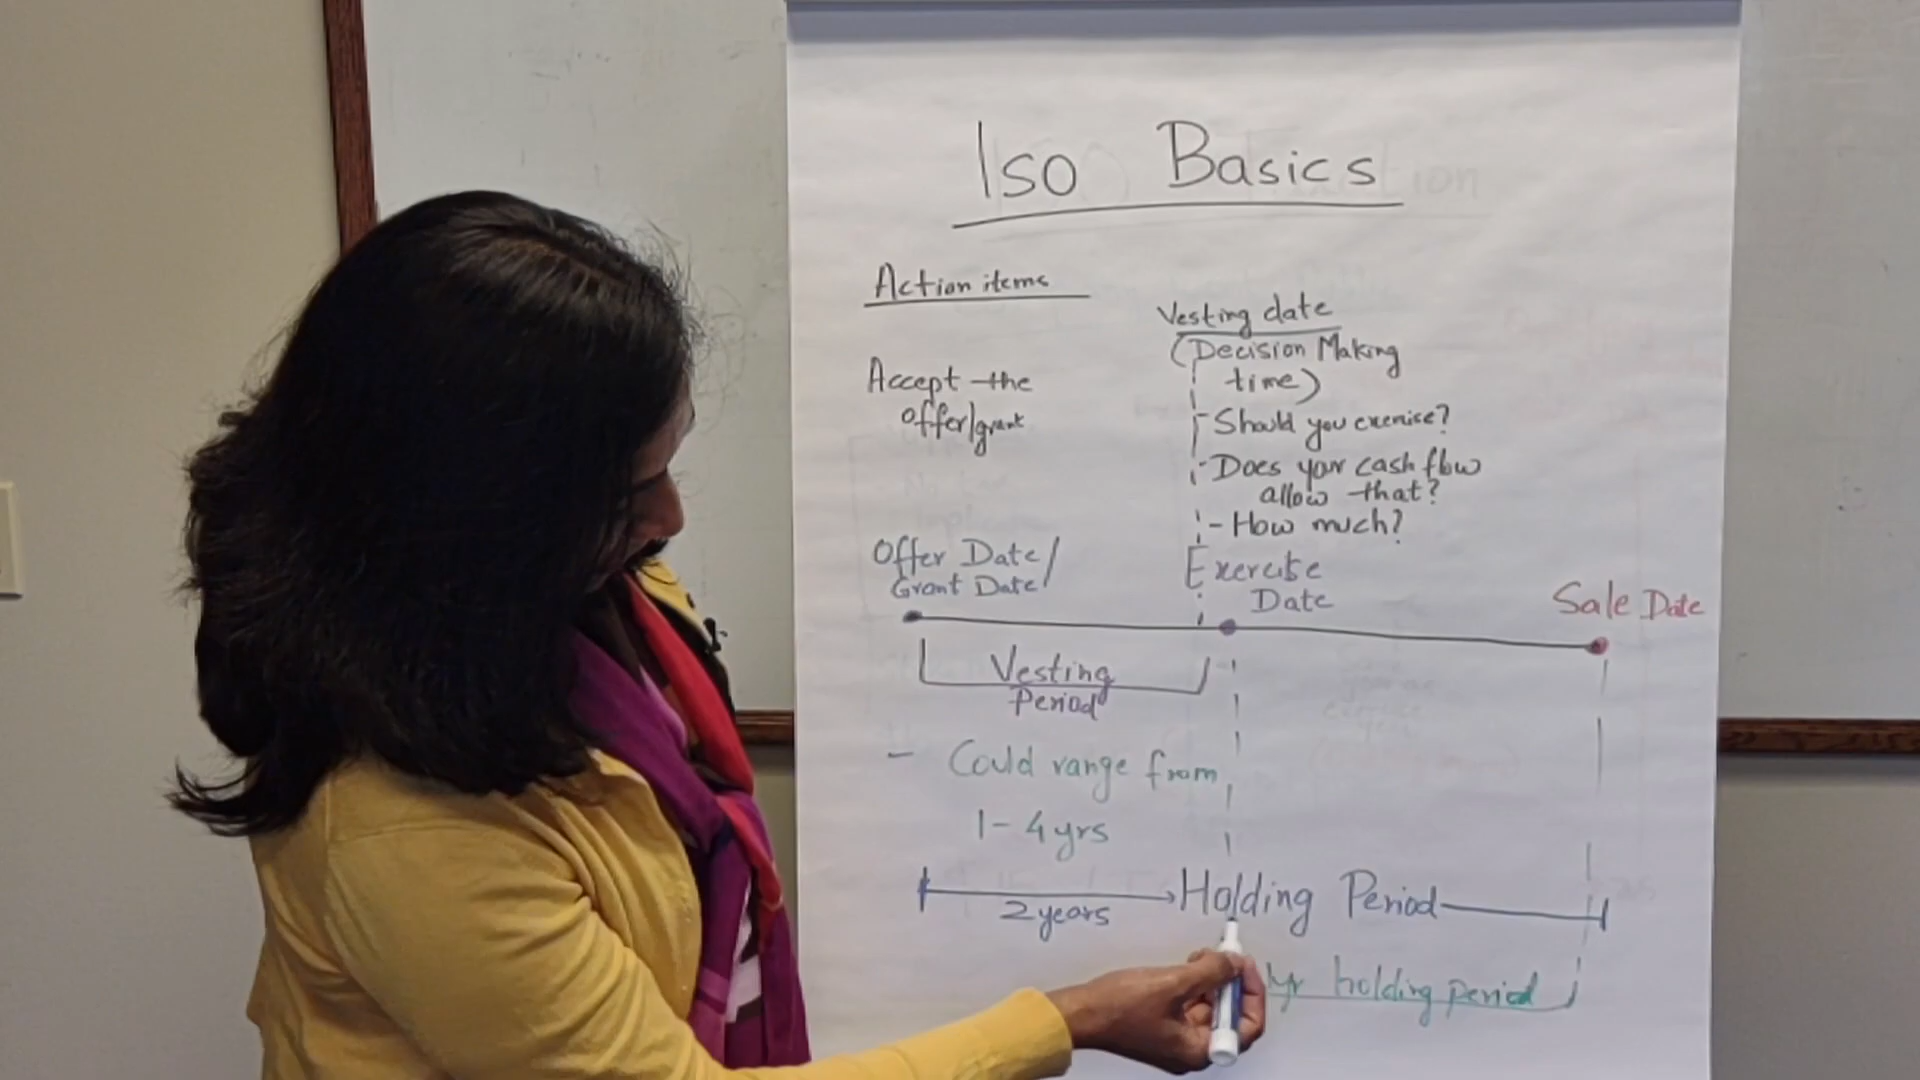 Iso Basics
Action items
Accept the
offer/grant
Vesting date
(Decision Making
time)
- Should you exercise?
- Does your cash flow
allow that?
- How much?
Offer Date/
Grant Date
Exercise
Date
Sale Date
Vesting
Period
- Could range from
1-4 yrs
Holding Period
2 years
yr holding period